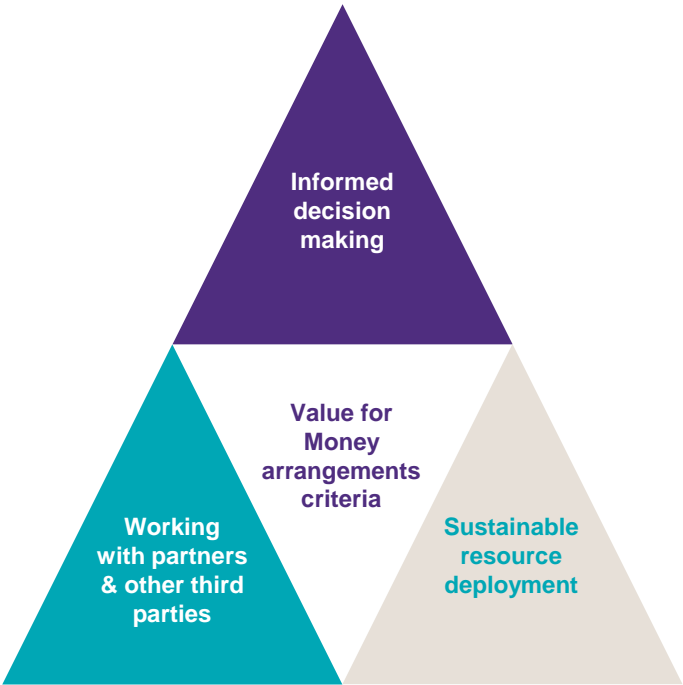 Informed
decision
making
Value for
Money
arrangements
criteria
Working
with partners
& other third
parties
Sustainable
resource
deployment